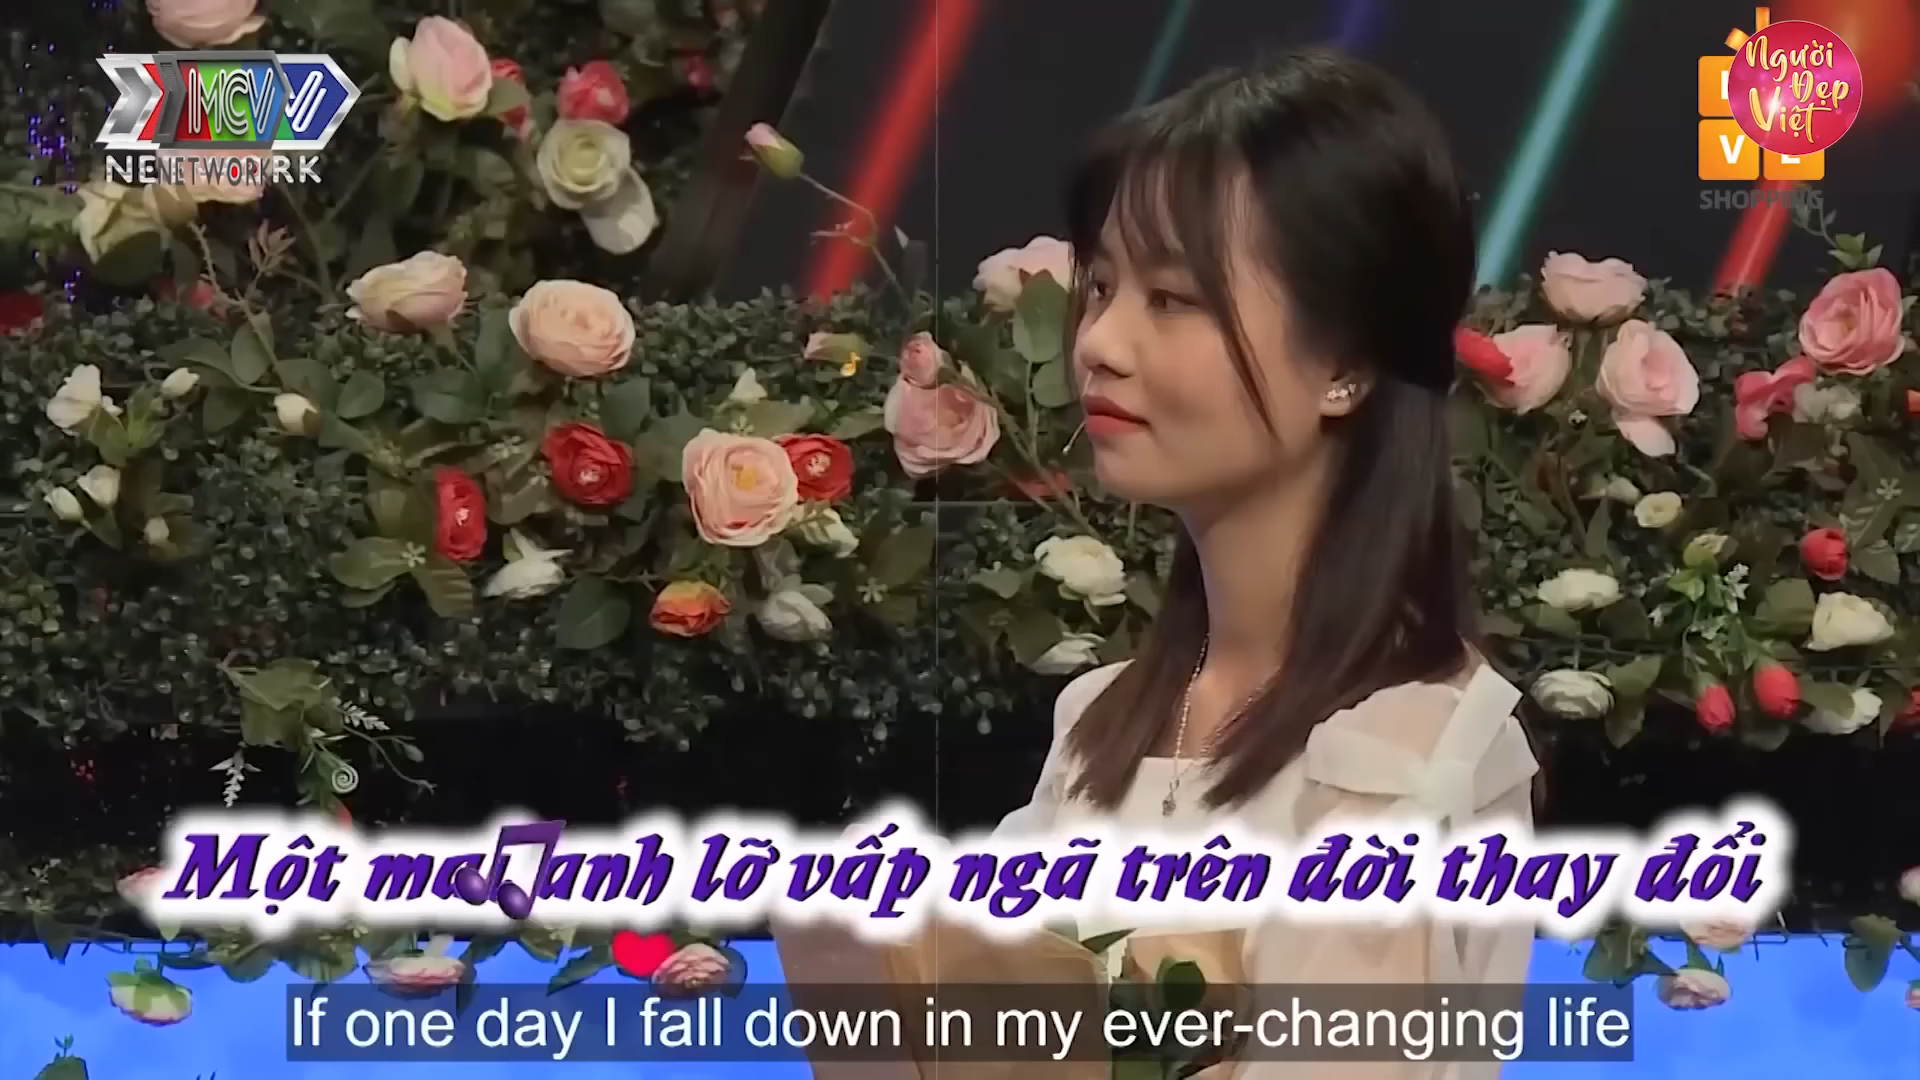 MCV
NETWORK
Người
Đẹp
Việt
V
SHOPPING
Một mai anh lỡ vấp ngã trên đời thay đổi
If one day I fall down in my ever-changing life